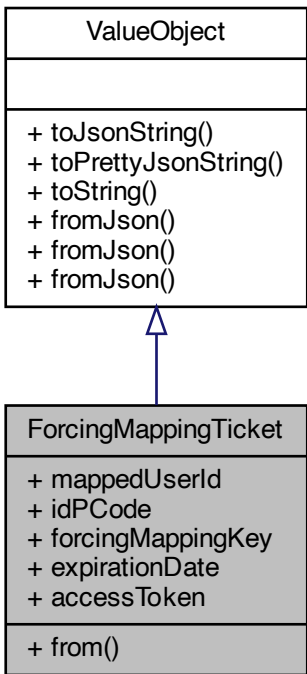 ValueObject
+ toJsonString()
+ toPrettyJsonString()
+ toString()
+ fromJson()
+ fromJson()
+ fromJson()
ForcingMappingTicket
+ mappedUserId
+ idPCode
+ forcingMappingKey
+ expirationDate
+ accessToken
+ from()